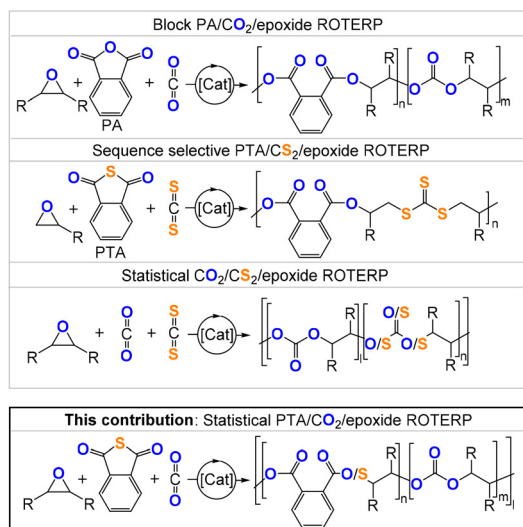 Block PA/CO2/epoxide ROTERP
O
R
R
+
O
O
O
PA
+
O
C
O
[Cat]
O
O
O
O
R
R
n
O
O
O
R
R
m
Sequence selective PTA/CS2/epoxide ROTERP
O
R
+
O
S
O
PTA
+
S
C
S
[Cat]
O
O
O
O
R
S
S
S
R
n
Statistical CO2/CS2/epoxide ROTERP
O
R
R
+
O
C
O
+
S
C
S
[Cat]
O
O
O
R
R
l
O/S
O/S
O/S
R
R
n
This contribution: Statistical PTA/CO2/epoxide ROTERP
O
R
R
+
O
S
O
+
O
C
O
[Cat]
O
O
O
O/S
R
R
n
O
O
O
R
R
m
l